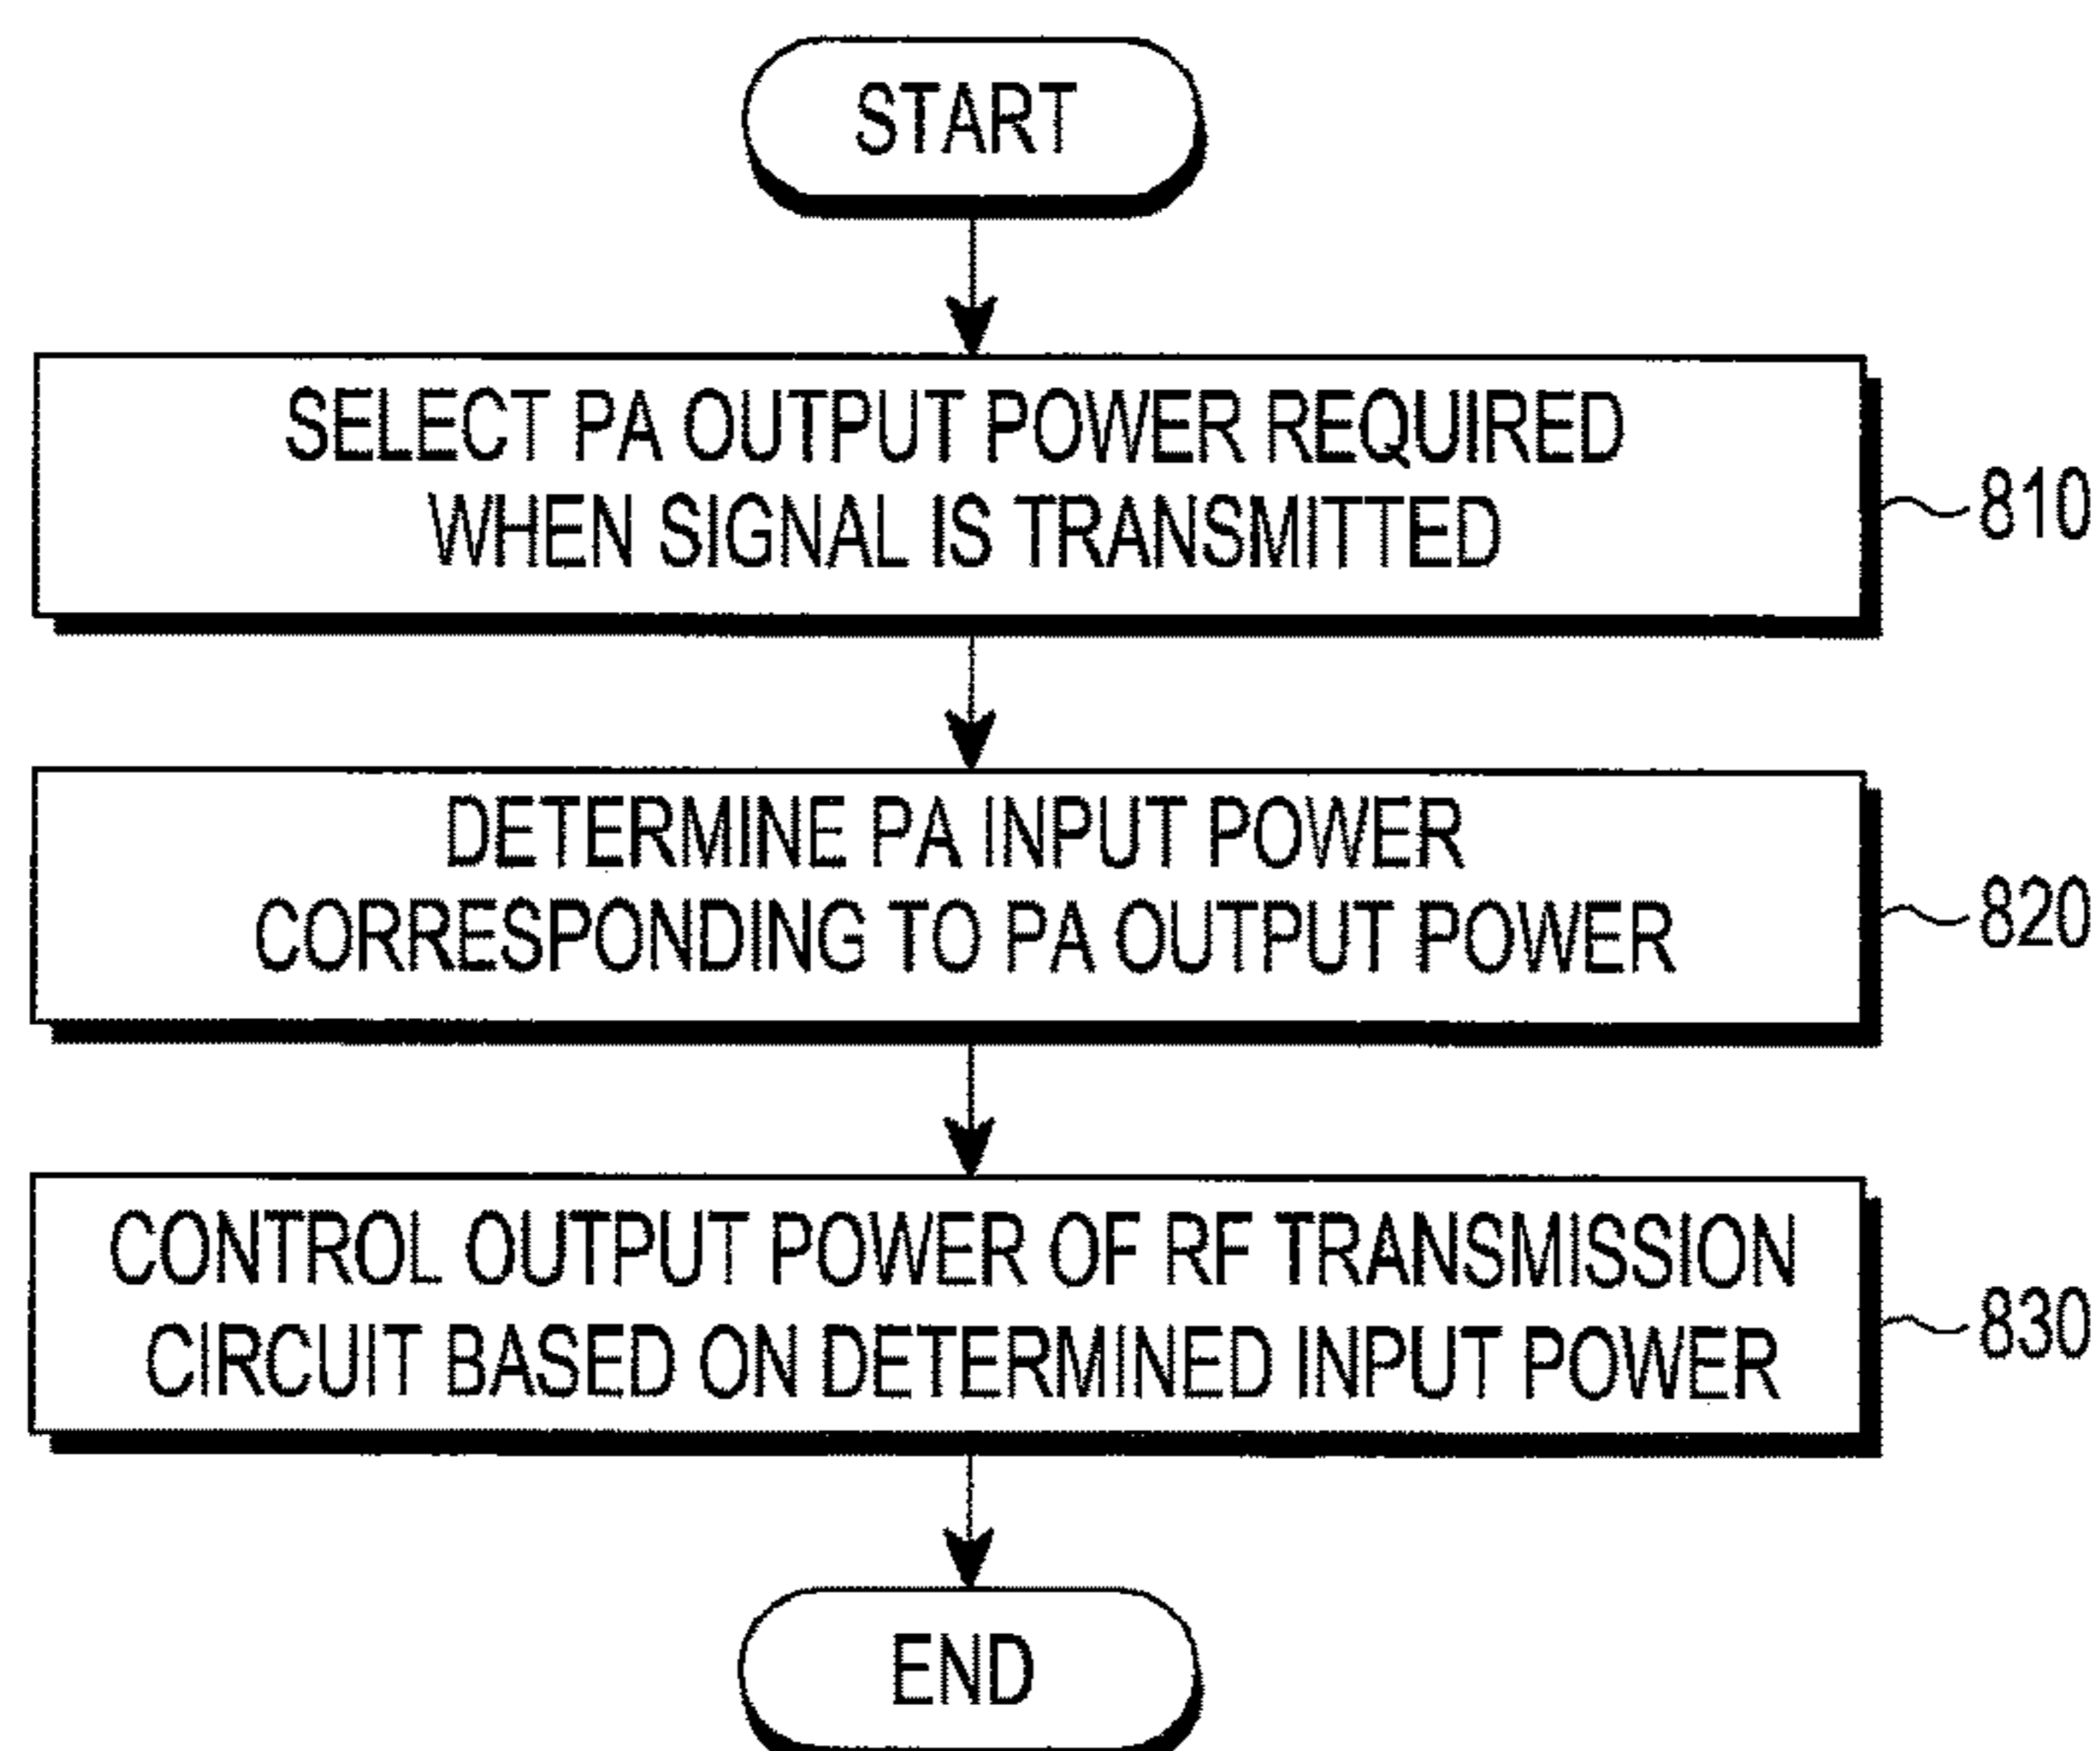 START
SELECT PA OUTPUT POWER REQUIRED
WHEN SIGNAL IS TRANSMITTED
810
DETERMINE PA INPUT POWER
CORRESPONDING TO PA OUTPUT POWER
820
CONTROL OUTPUT POWER OF RF TRANSMISSION
CIRCUIT BASED ON DETERMINED INPUT POWER
830
END